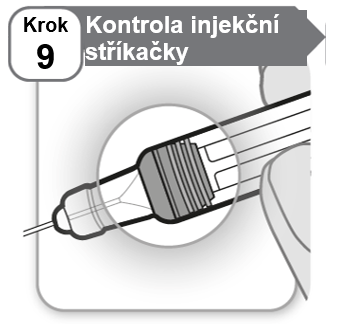 Krok
9
Kontrola injekční
stříkačky